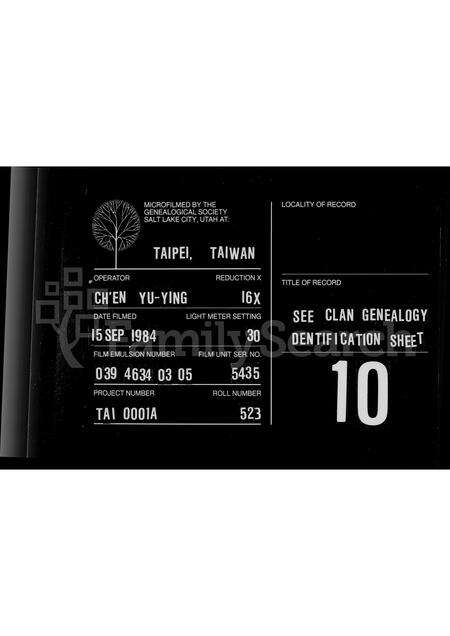 MICROFILMED BY THE
GENEALOGICAL SOCIETY
SALT LAKE CITY, UTAH AT:
TAIPEI, TAIWAN
OPERATOR REDUCTION X
CH'EN YU-YING 16X
DATE FILMED LIGHT METER SETTING
15 SEP 1984 30
FILM EMULSION NUMBER FILM UNIT SER. NO.
039 4634 03 05 5435
PROJECT NUMBER ROLL NUMBER
TAI 0001A 523
LOCALITY OF RECORD
TITLE OF RECORD
SEE CLAN GENEALOGY
DENTIFICATION SHEET
10
FamilySearch